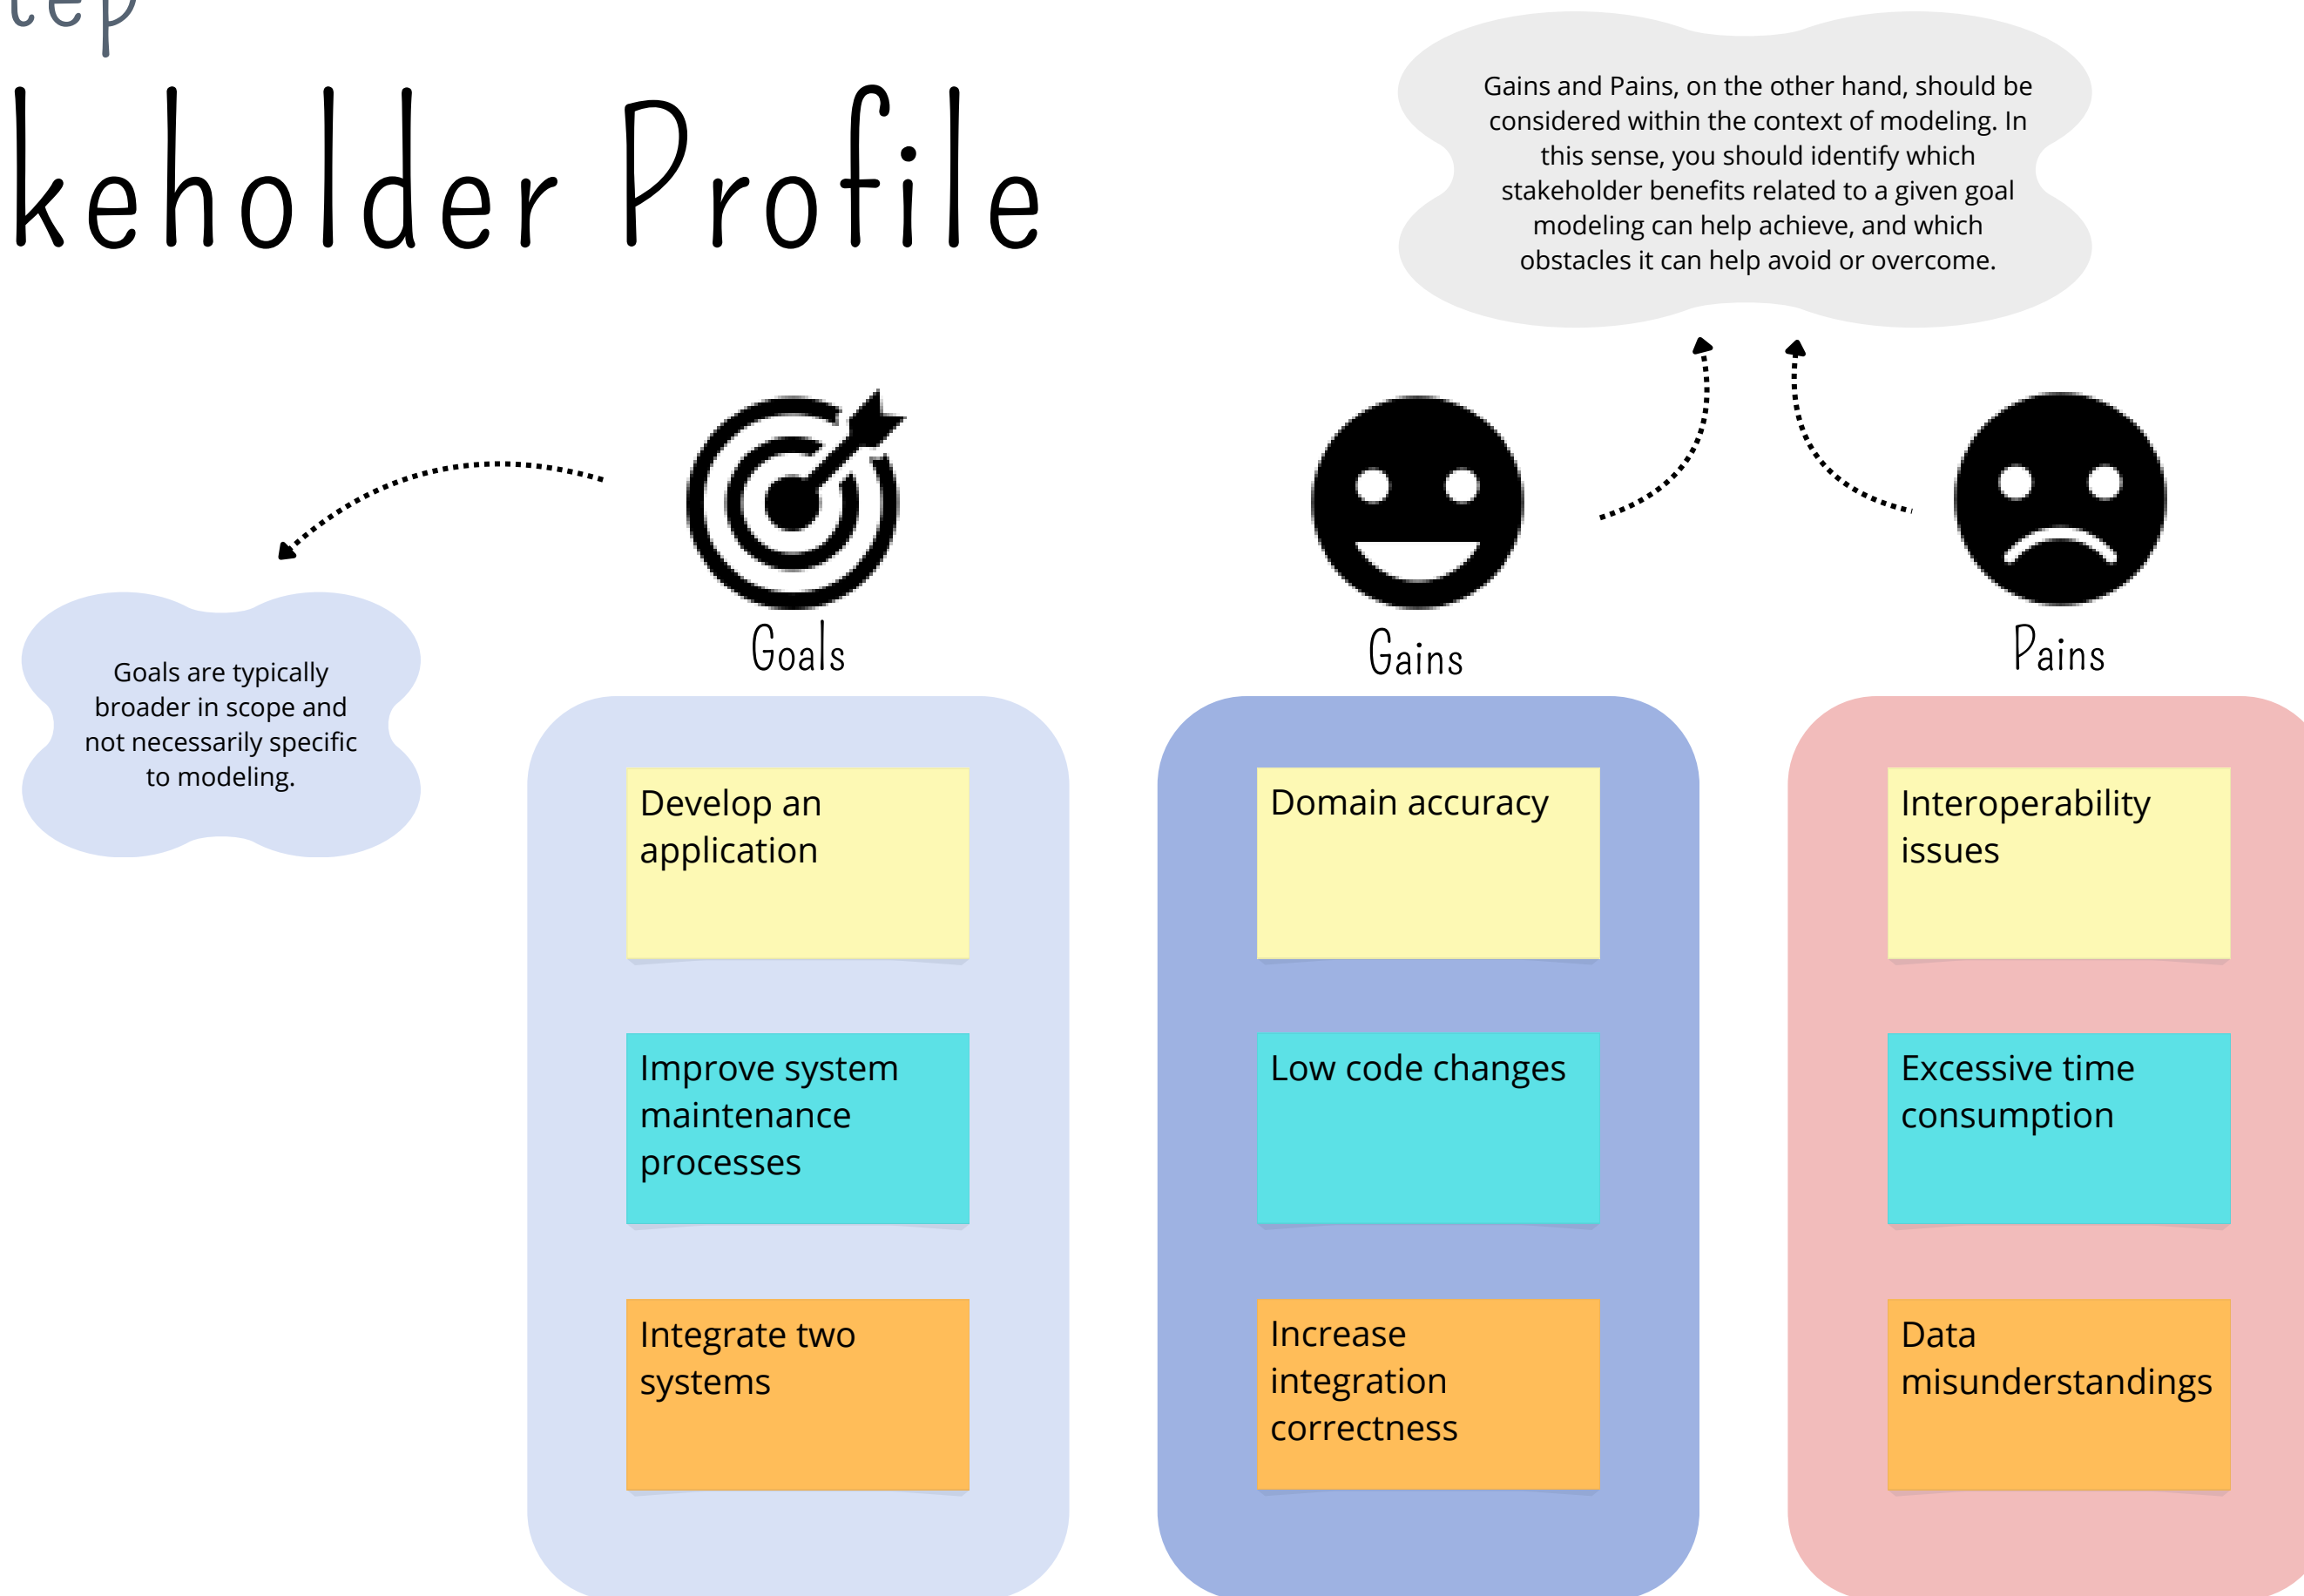 tep
keholder Profile
Gains and Pains, on the other hand, should be
considered within the context of modeling. In
this sense, you should identify which
stakeholder benefits related to a given goal
modeling can help achieve, and which
obstacles it can help avoid or overcome.
Goals are typically
broader in scope and
not necessarily specific
to modeling.
Goals
Develop an
application
Improve system
maintenance
processes
Integrate two
systems
Gains
Domain accuracy
Low code changes
Increase
integration
correctness
Pains
Interoperability
issues
Excessive time
consumption
Data
misunderstandings